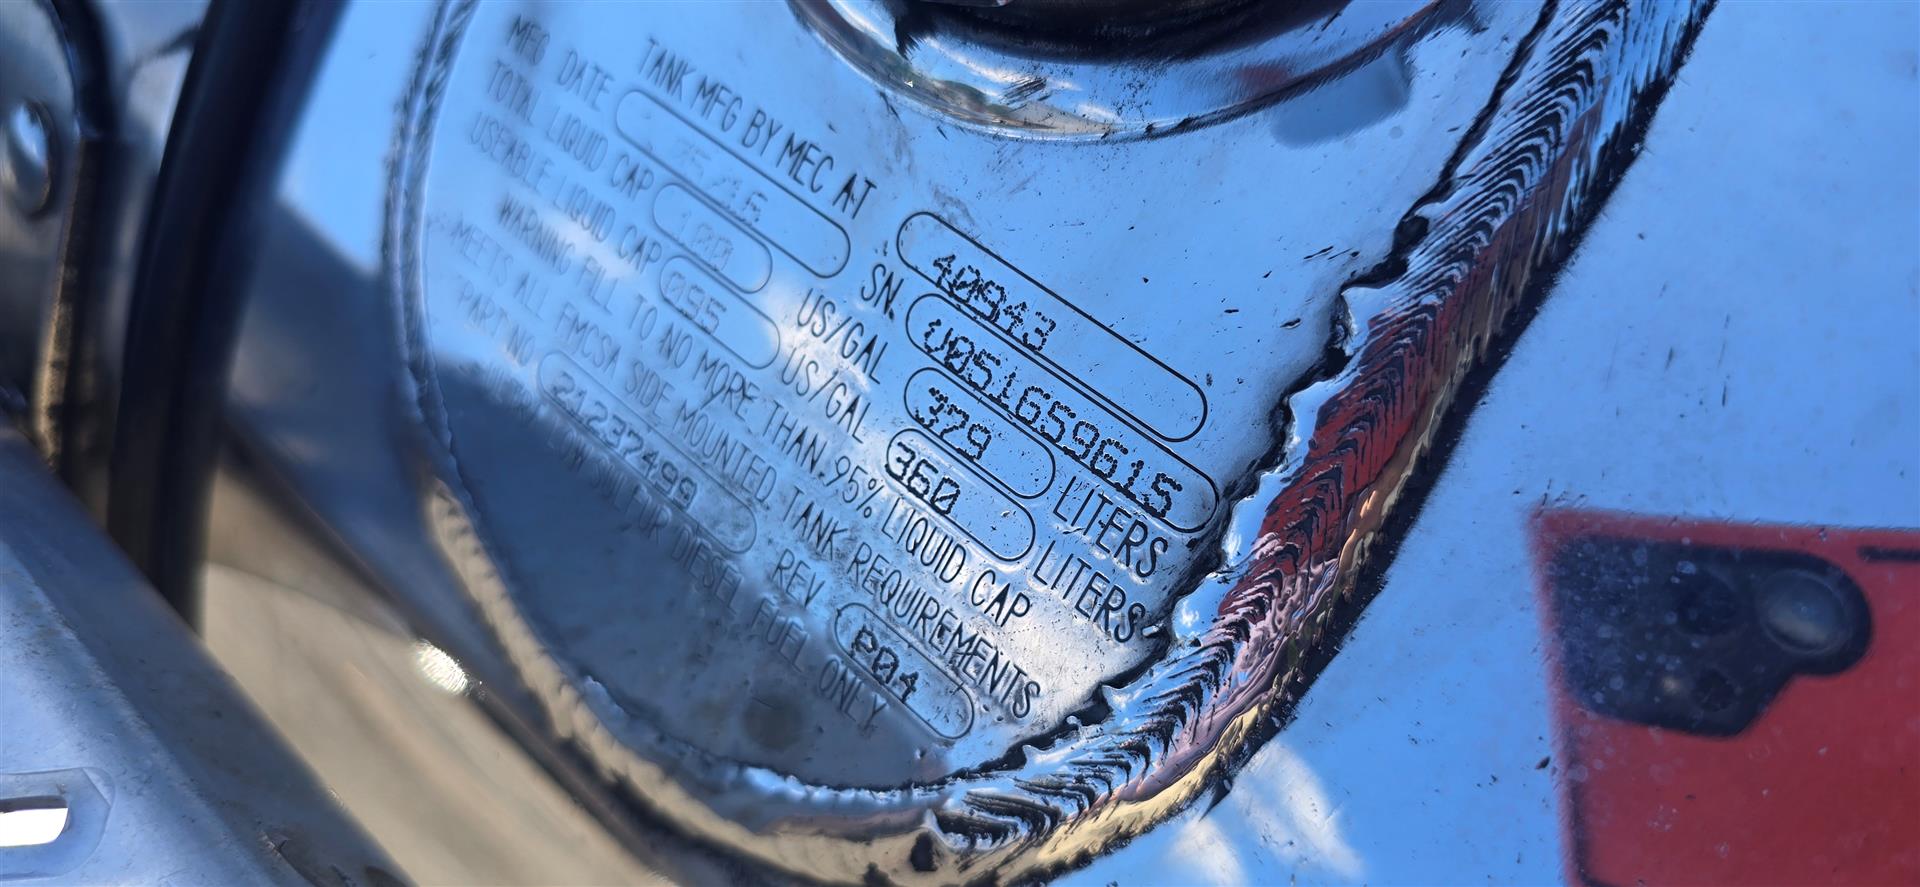 TANK MFG BY MEC AT 40943
MFG DATE SN. V051659615
TOTAL LIQUID CAP 100 US/GAL 379 LITERS
USEABLE LIQUID CAP 095 US/GAL 360 LITERS
WARNING FILL TO NO MORE THAN .95% LIQUID CAP
MEETS ALL FMCSA SIDE MOUNTED TANK REQUIREMENTS
PART NO 21237499 REV P04
ULTRA LOW SULFUR DIESEL FUEL ONLY